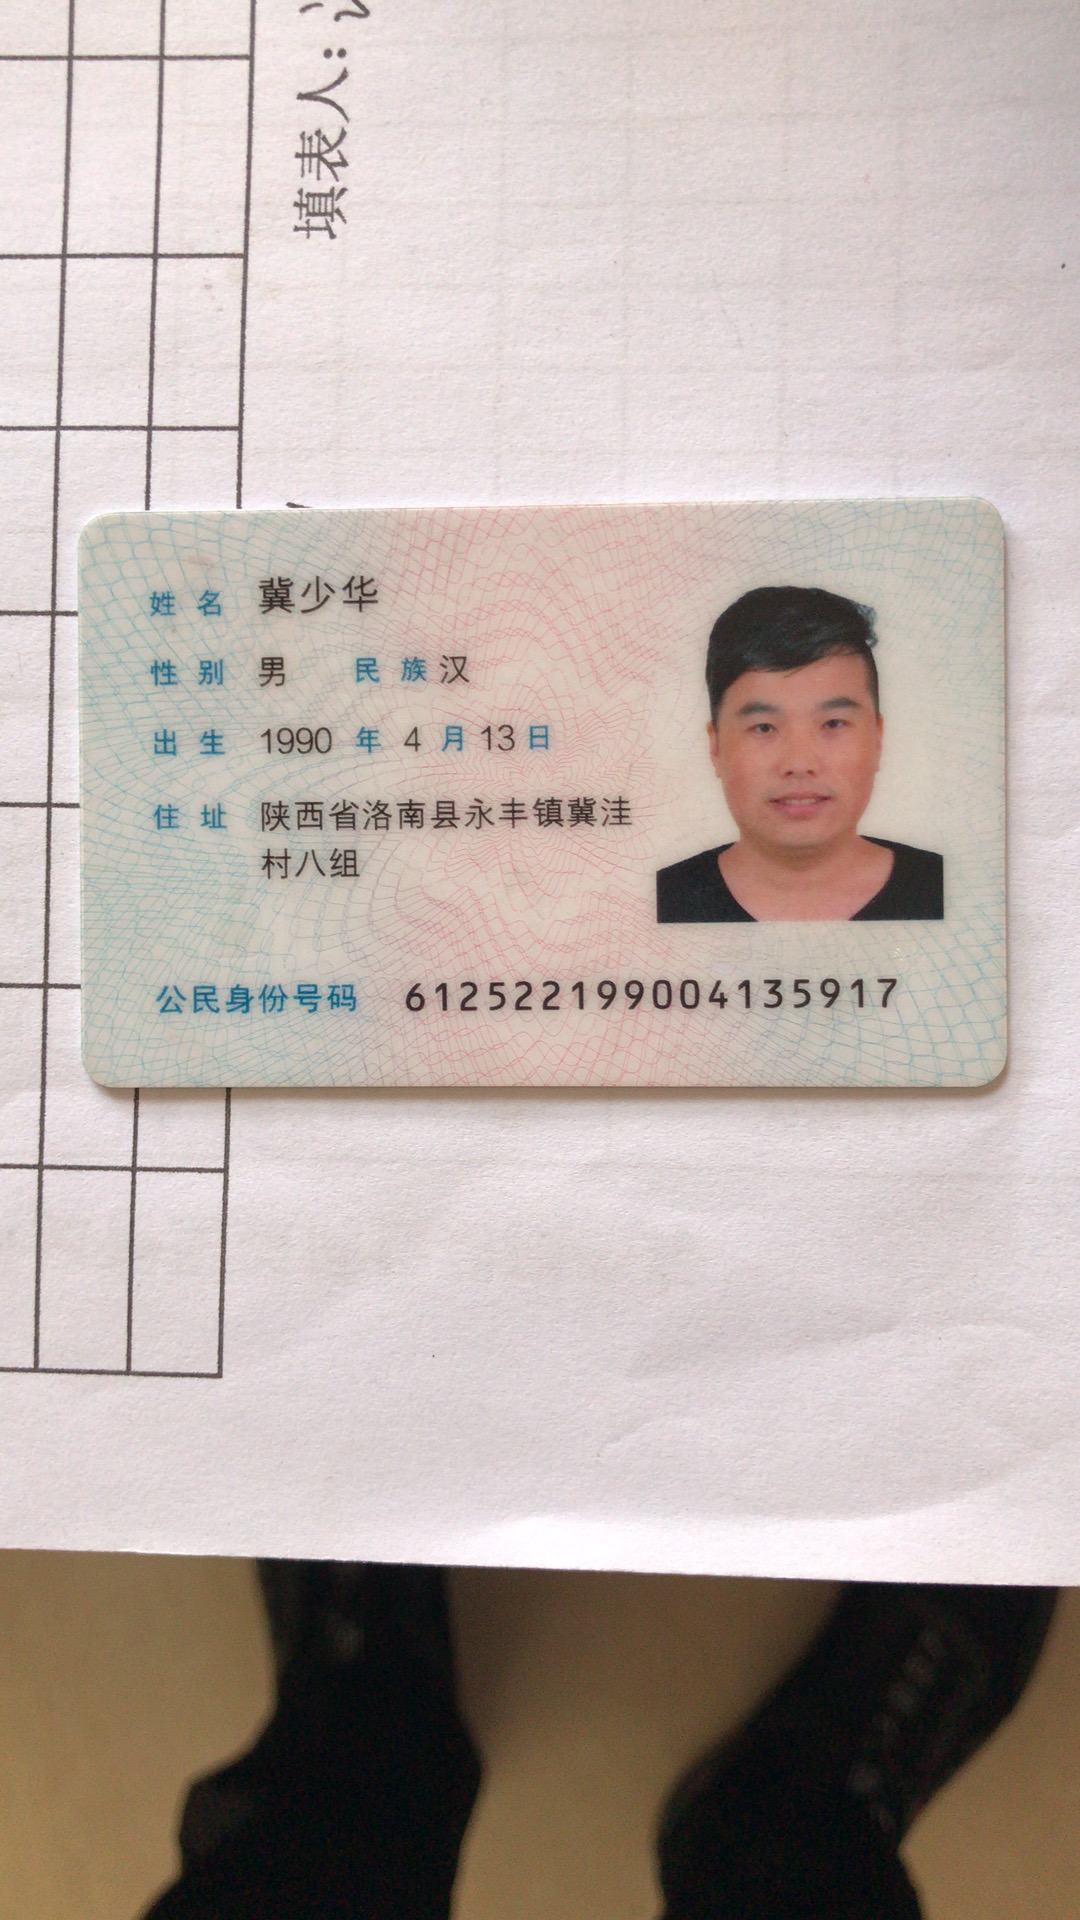 填表人：
姓名 冀少华
性别 男 民族 汉
出生 1990 年 4 月 13 日
住址 陕西省洛南县永丰镇冀洼
村八组
公民身份号码 612522199004135917